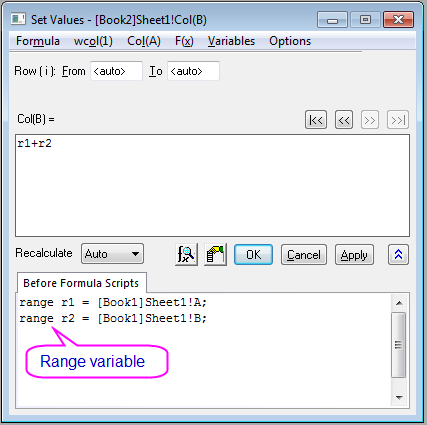 Set Values - [Book2]Sheet1!Col(B)
Formula wcol(1) Col(A) F(x) Variables Options
Row ( i ): From <auto> To <auto>
Col(B) =
r1+r2
Recalculate Auto OK Cancel Apply
Before Formula Scripts
range r1 = [Book1]Sheet1!A;
range r2 = [Book1]Sheet1!B;
Range variable